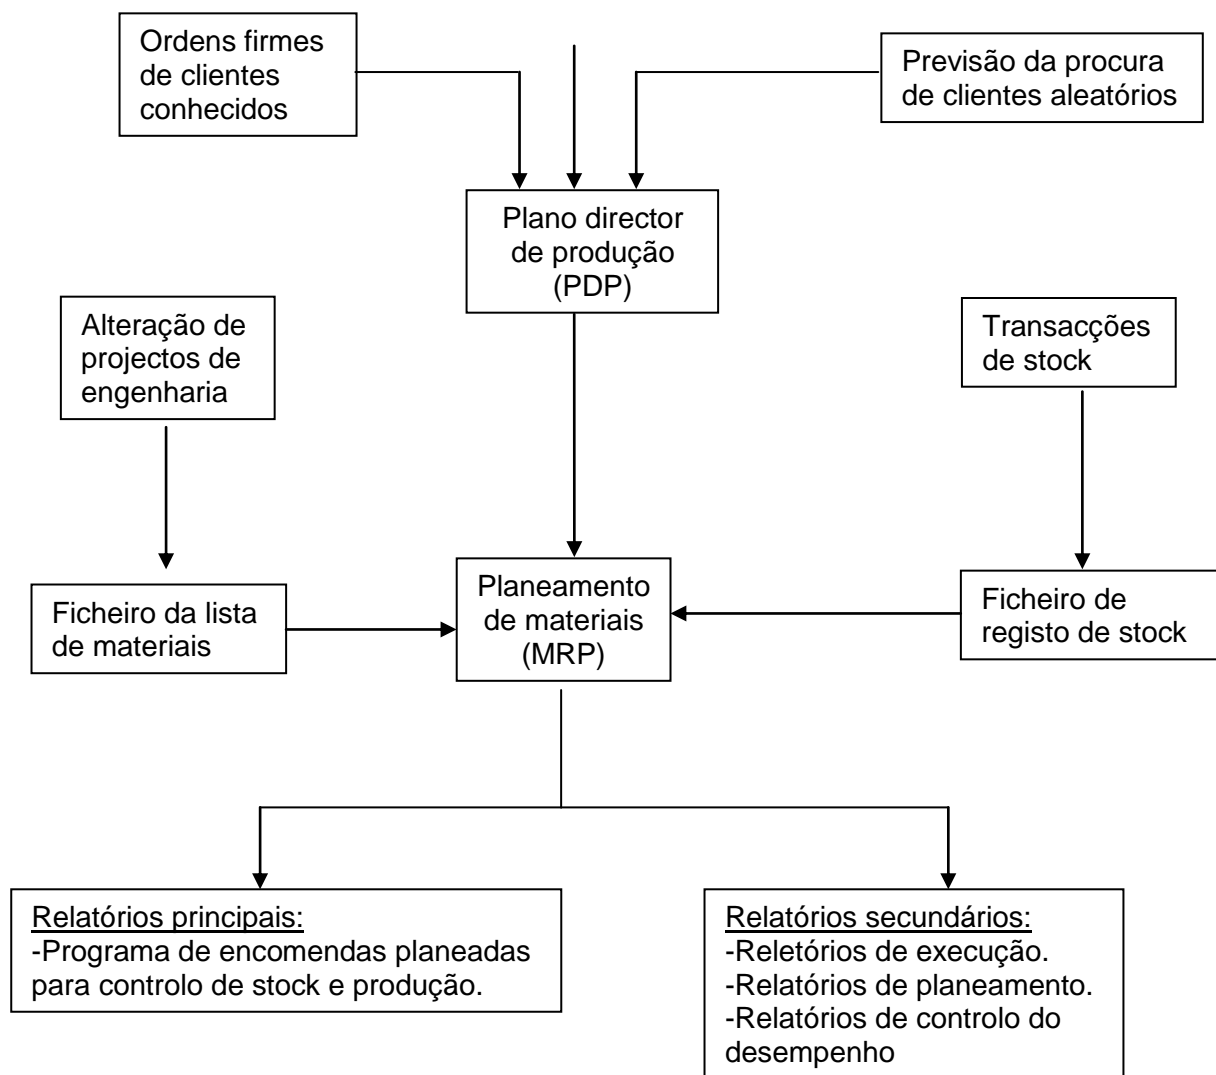 Ordens firmes
de clientes
conhecidos
Previsão da procura
de clientes aleatórios
Plano director
de produção
(PDP)
Alteração de
projectos de
engenharia
Transacções
de stock
Ficheiro da lista
de materiais
Planeamento
de materiais
(MRP)
Ficheiro de
registo de stock
Relatórios principais:
-Programa de encomendas planeadas
para controlo de stock e produção.
Relatórios secundários:
-Reletórios de execução.
-Relatórios de planeamento.
-Relatórios de controlo do
desempenho